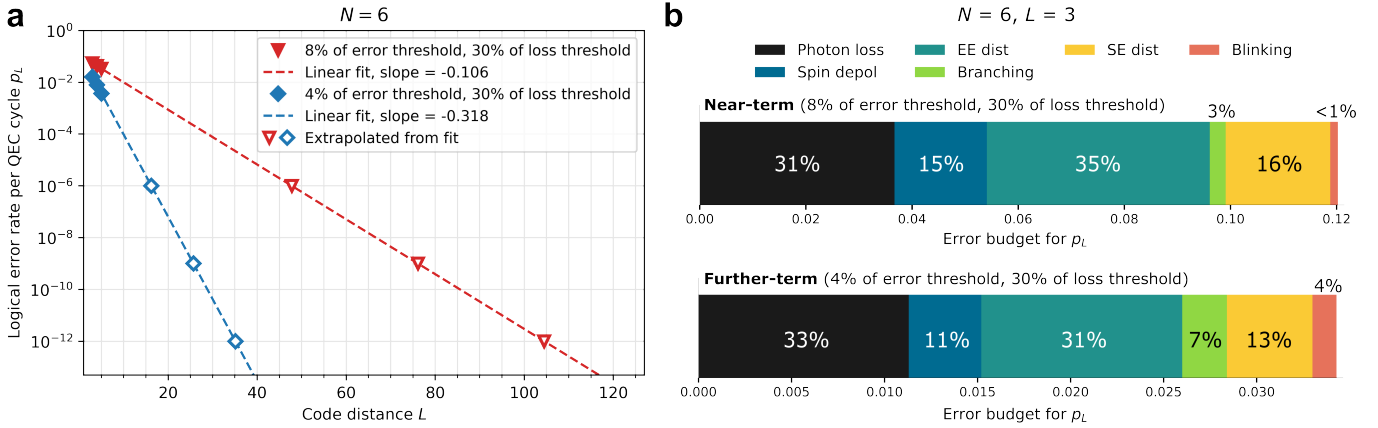 a
N = 6
Logical error rate per QEC cycle p_L
10⁰
10⁻²
10⁻⁴
10⁻⁶
10⁻⁸
10⁻¹⁰
10⁻¹²
8% of error threshold, 30% of loss threshold
Linear fit, slope = -0.106
4% of error threshold, 30% of loss threshold
Linear fit, slope = -0.318
Extrapolated from fit
20 40 60 80 100 120
Code distance L
b
N = 6, L = 3
Photon loss EE dist SE dist Blinking
Spin depol Branching
Near-term (8% of error threshold, 30% of loss threshold)
3% <1%
31% 15% 35% 16%
0.00 0.02 0.04 0.06 0.08 0.10 0.12
Error budget for p_L
Further-term (4% of error threshold, 30% of loss threshold)
4%
33% 11% 31% 7% 13%
0.000 0.005 0.010 0.015 0.020 0.025 0.030
Error budget for p_L